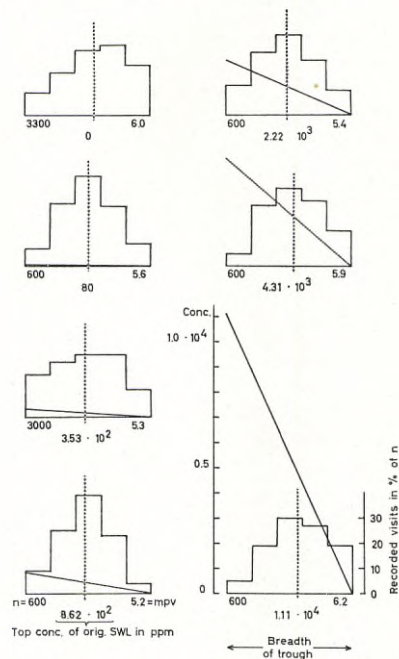 3300 6.0
0
600 5.6
80
3000 5.3
3.53 · 10²
n=600 5.2=mpv
8.62 · 10²
Top conc. of orig. SWL in ppm
600 5.4
2.22 · 10³
600 5.9
4.31 · 10³
Conc.
1.0 · 10⁴
0.5
0
30
20
10
0
Recorded visits in % of n
600 6.2
1.11 · 10⁴
Breadth
of trough